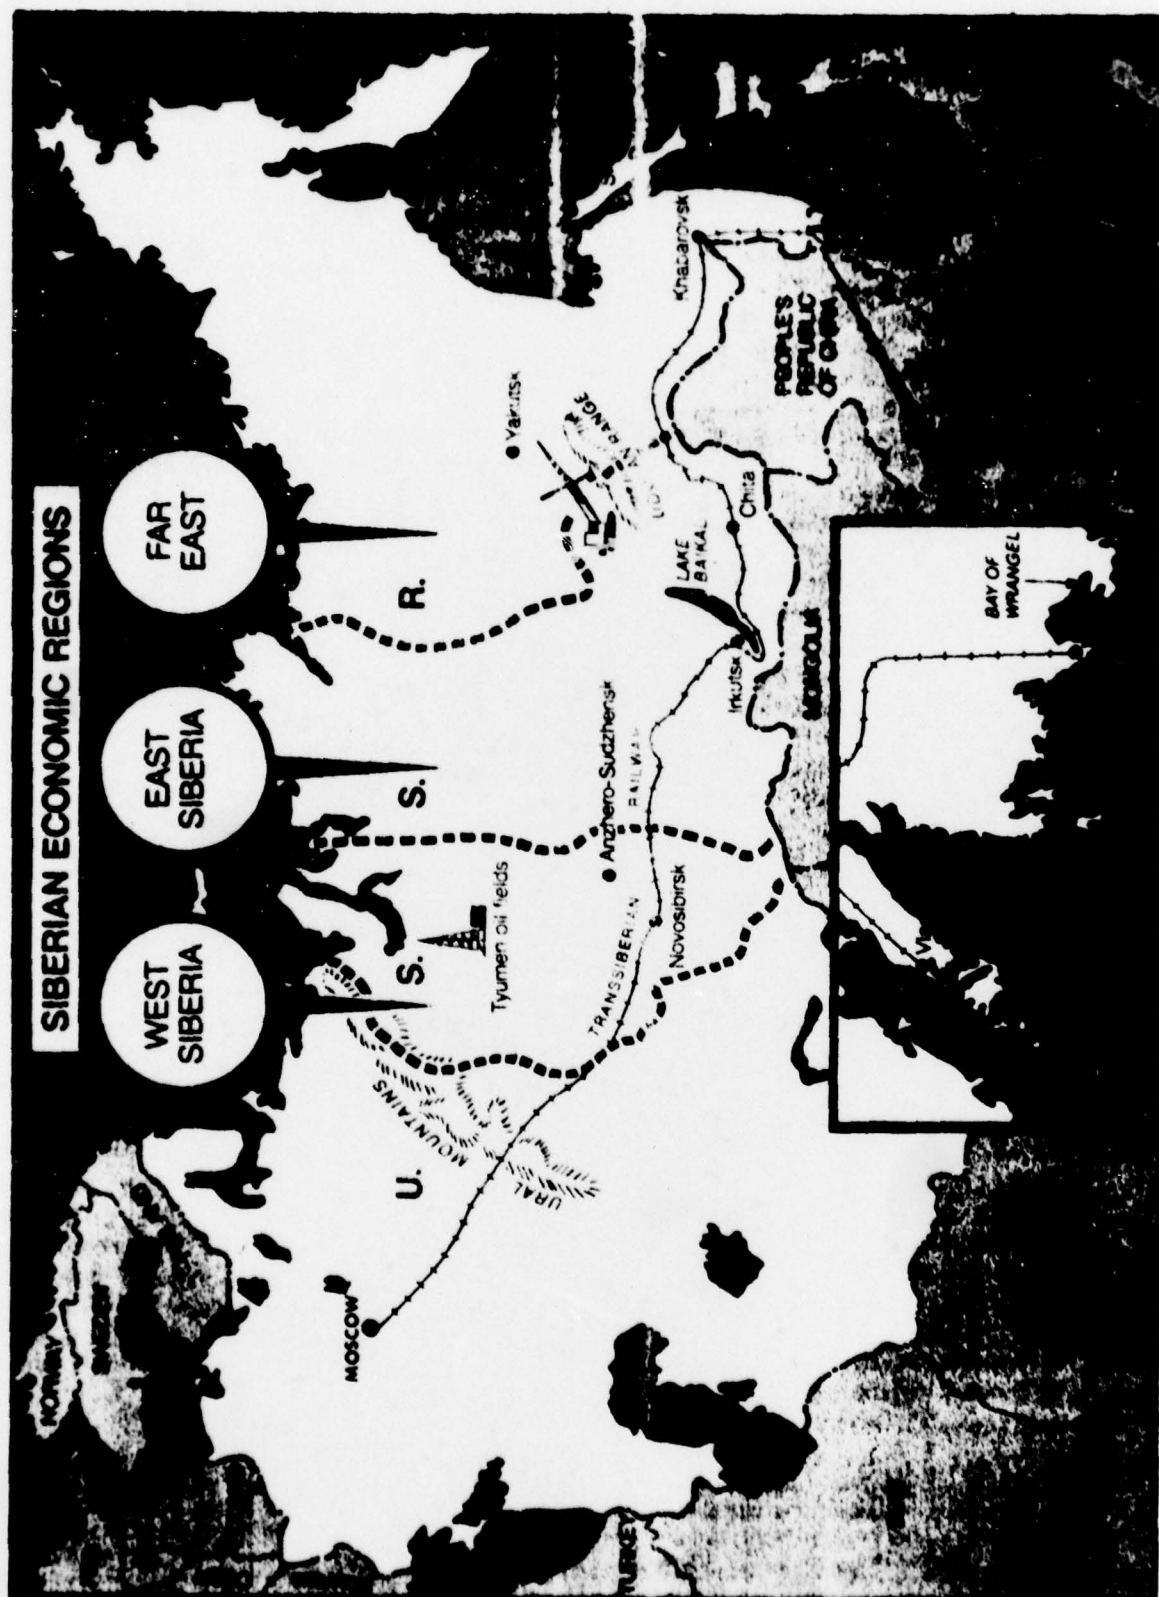 SIBERIAN ECONOMIC REGIONS
WEST
SIBERIA
EAST
SIBERIA
FAR
EAST
NORWAY
SWEDEN
MOSCOW
U.
S.
S.
R.
URAL
MOUNTAINS
Tyumen oil fields
TRANSSIBERIAN
RAILWAY
Novosibirsk
Anzhero-Sudzhensk
Yakutsk
RANGE
LAKE
BAIKAL
Irkutsk
Chita
Khabarovsk
MONGOLIA
PEOPLE'S
REPUBLIC
OF CHINA
TURKEY
BAY OF
WRANGEL